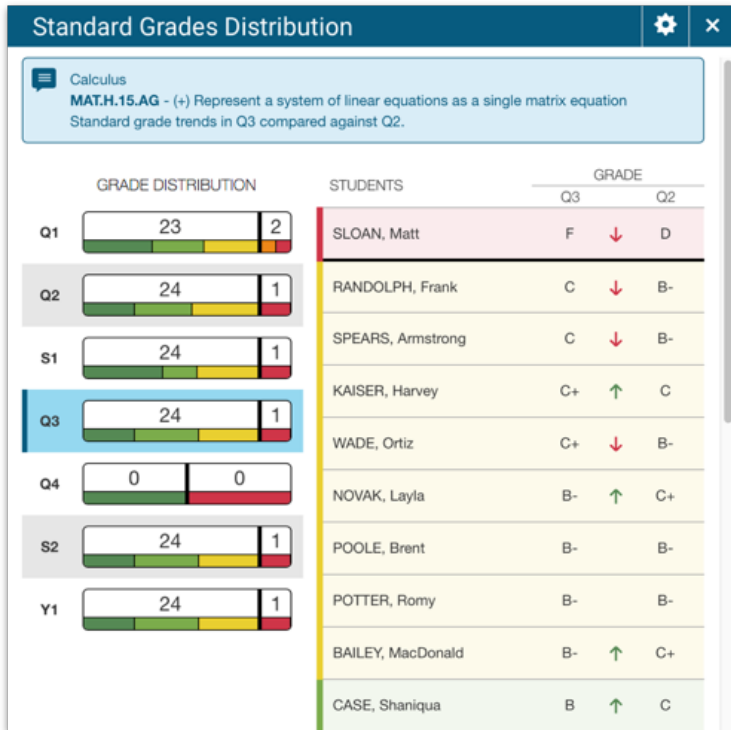 Standard Grades Distribution
Calculus
MAT.H.15.AG - (+) Represent a system of linear equations as a single matrix equation
Standard grade trends in Q3 compared against Q2.
GRADE DISTRIBUTION
Q1 23 2
Q2 24 1
S1 24 1
Q3 24 1
Q4 0 0
S2 24 1
Y1 24 1
STUDENTS GRADE
Q3 Q2
SLOAN, Matt F ↓ D
RANDOLPH, Frank C ↓ B-
SPEARS, Armstrong C ↓ B-
KAISER, Harvey C+ ↑ C
WADE, Ortiz C+ ↓ B-
NOVAK, Layla B- ↑ C+
POOLE, Brent B- B-
POTTER, Romy B- B-
BAILEY, MacDonald B- ↑ C+
CASE, Shaniqua B ↑ C